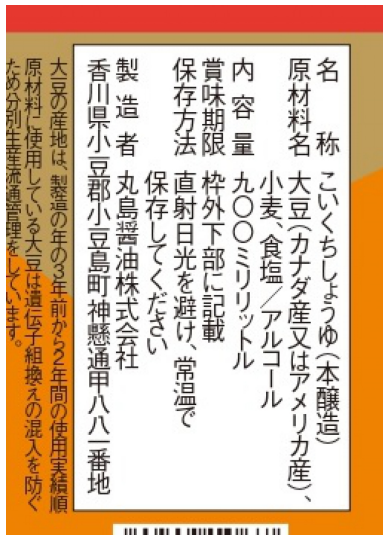 名称 こいくちしょうゆ(本醸造)
原材料名 大豆(カナダ産又はアメリカ産)、
小麦、食塩/アルコール
内容量 九〇〇ミリリットル
賞味期限 枠外下部に記載
保存方法 直射日光を避け、常温で
保存してください
製造者 丸島醤油株式会社
香川県小豆郡小豆島町神懸通甲八八一番地
大豆の産地は、製造の年の3年前から2年間の使用実績順
原材料に使用している大豆は遺伝子組換えの混入を防ぐ
ため分別生産流通管理をしています。